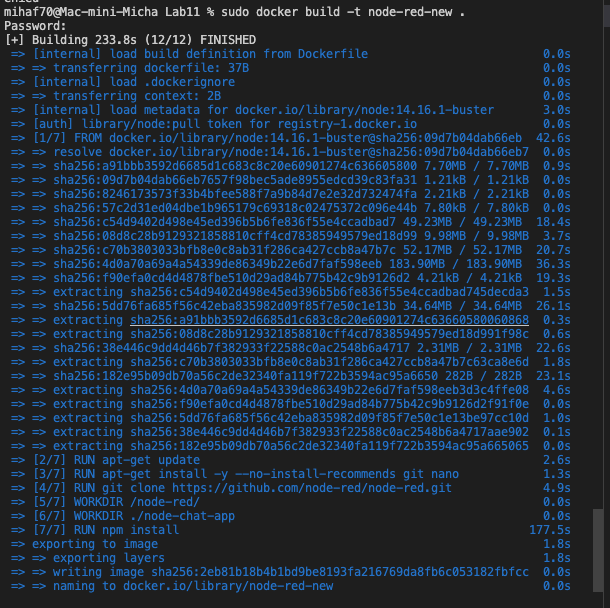 mihaf70@Mac-mini-Micha Lab11 % sudo docker build -t node-red-new .
Password:
[+] Building 233.8s (12/12) FINISHED
=> [internal] load build definition from Dockerfile 0.0s
=> => transferring dockerfile: 37B 0.0s
=> [internal] load .dockerignore 0.0s
=> => transferring context: 2B 0.0s
=> [internal] load metadata for docker.io/library/node:14.16.1-buster 3.0s
=> [auth] library/node:pull token for registry-1.docker.io 0.0s
=> [1/7] FROM docker.io/library/node:14.16.1-buster@sha256:09d7b04dab66eb 42.6s
=> => resolve docker.io/library/node:14.16.1-buster@sha256:09d7b04dab66eb7 0.0s
=> => sha256:a91bbb3592d6685d1c683c8c20e60901274c636605800 7.70MB / 7.70MB 0.9s
=> => sha256:09d7b04dab66eb7657f98bec5ade8955edcd39c83fa31 1.21kB / 1.21kB 0.0s
=> => sha256:8246173573f33b4bfee588f7a9b84d7e2e32d732474fa 2.21kB / 2.21kB 0.0s
=> => sha256:57c2d31ed04dbe1b965179c69318c02475372c096e44b 7.80kB / 7.80kB 0.0s
=> => sha256:c54d9402d498e45ed396b5b6fe836f55e4ccadbad7 49.23MB / 49.23MB 18.4s
=> => sha256:08d8c28b9129321858810cff4cd78385949579ed18d99 9.98MB / 9.98MB 3.7s
=> => sha256:c70b3803033bfb8e0c8ab31f286ca427ccb8a47b7c 52.17MB / 52.17MB 20.7s
=> => sha256:4d0a70a69a4a54339de86349b22e6d7faf598eeb 183.90MB / 183.90MB 36.3s
=> => sha256:f90efa0cd4d4878fbe510d29ad84b775b42c9b9126d2 4.21kB / 4.21kB 19.3s
=> => extracting sha256:c54d9402d498e45ed396b5b6fe836f55e4ccadbad745decda3 1.5s
=> => sha256:5dd76fa685f56c42eba835982d09f85f7e50c1e13b 34.64MB / 34.64MB 26.1s
=> => extracting sha256:a91bbb3592d6685d1c683c8c20e60901274c63660580060868 0.3s
=> => extracting sha256:08d8c28b9129321858810cff4cd78385949579ed18d991f98c 0.6s
=> => sha256:38e446c9dd4d46b7f382933f22588c0ac2548b6a4717 2.31MB / 2.31MB 22.6s
=> => extracting sha256:c70b3803033bfb8e0c8ab31f286ca427ccb8a47b7c63ca8e6d 1.8s
=> => sha256:182e95b09db70a56c2de32340fa119f722b3594ac95a6650 282B / 282B 23.1s
=> => extracting sha256:4d0a70a69a4a54339de86349b22e6d7faf598eeb3d3c4ffe08 4.6s
=> => extracting sha256:f90efa0cd4d4878fbe510d29ad84b775b42c9b9126d2f91f0e 0.0s
=> => extracting sha256:5dd76fa685f56c42eba835982d09f85f7e50c1e13be97cc10d 1.0s
=> => extracting sha256:38e446c9dd4d46b7f382933f22588c0ac2548b6a4717aae902 0.1s
=> => extracting sha256:182e95b09db70a56c2de32340fa119f722b3594ac95a665065 0.0s
=> [2/7] RUN apt-get update 2.6s
=> [3/7] RUN apt-get install -y --no-install-recommends git nano 1.3s
=> [4/7] RUN git clone https://github.com/node-red/node-red.git 4.9s
=> [5/7] WORKDIR /node-red/ 0.0s
=> [6/7] WORKDIR ./node-chat-app 0.0s
=> [7/7] RUN npm install 177.5s
=> exporting to image 1.8s
=> => exporting layers 1.8s
=> => writing image sha256:2eb81b18b4b1bd9be8193fa216769da8fb6c053182fbfcc 0.0s
=> => naming to docker.io/library/node-red-new 0.0s